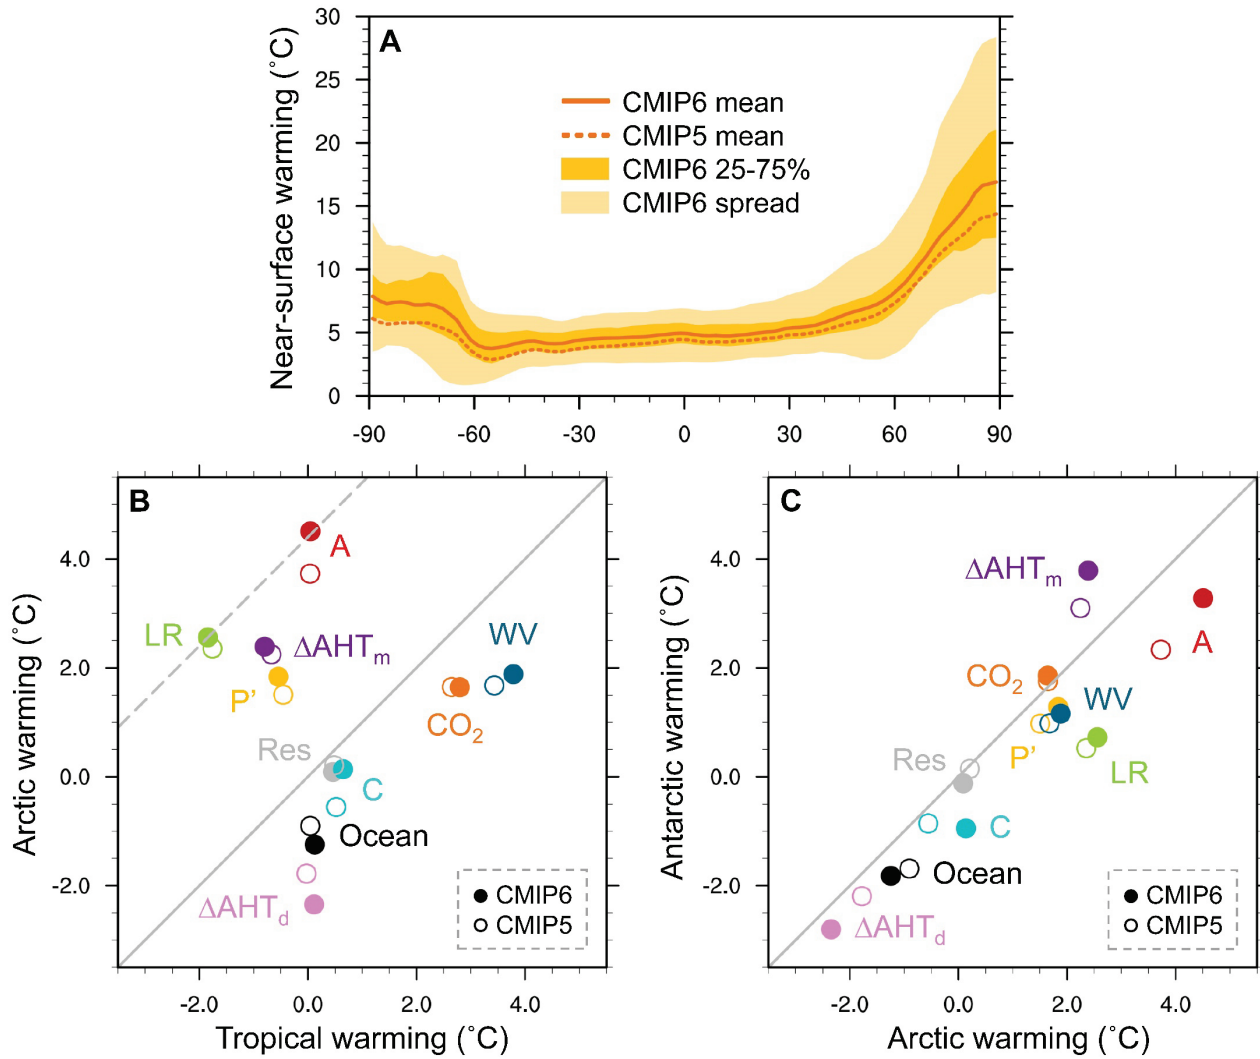 A
30
25
20
15
10
5
0
Near-surface warming (˚C)
CMIP6 mean
CMIP5 mean
CMIP6 25-75%
CMIP6 spread
-90
-60
-30
0
30
60
90
B
4.0
2.0
0.0
-2.0
Arctic warming (˚C)
A
LR
ΔAHTm
P’
WV
CO2
Res
C
Ocean
ΔAHTd
CMIP6
CMIP5
-2.0
0.0
2.0
4.0
Tropical warming (˚C)
C
4.0
2.0
0.0
-2.0
Antarctic warming (˚C)
ΔAHTm
A
CO2
WV
P’
LR
Res
C
Ocean
ΔAHTd
CMIP6
CMIP5
-2.0
0.0
2.0
4.0
Arctic warming (˚C)